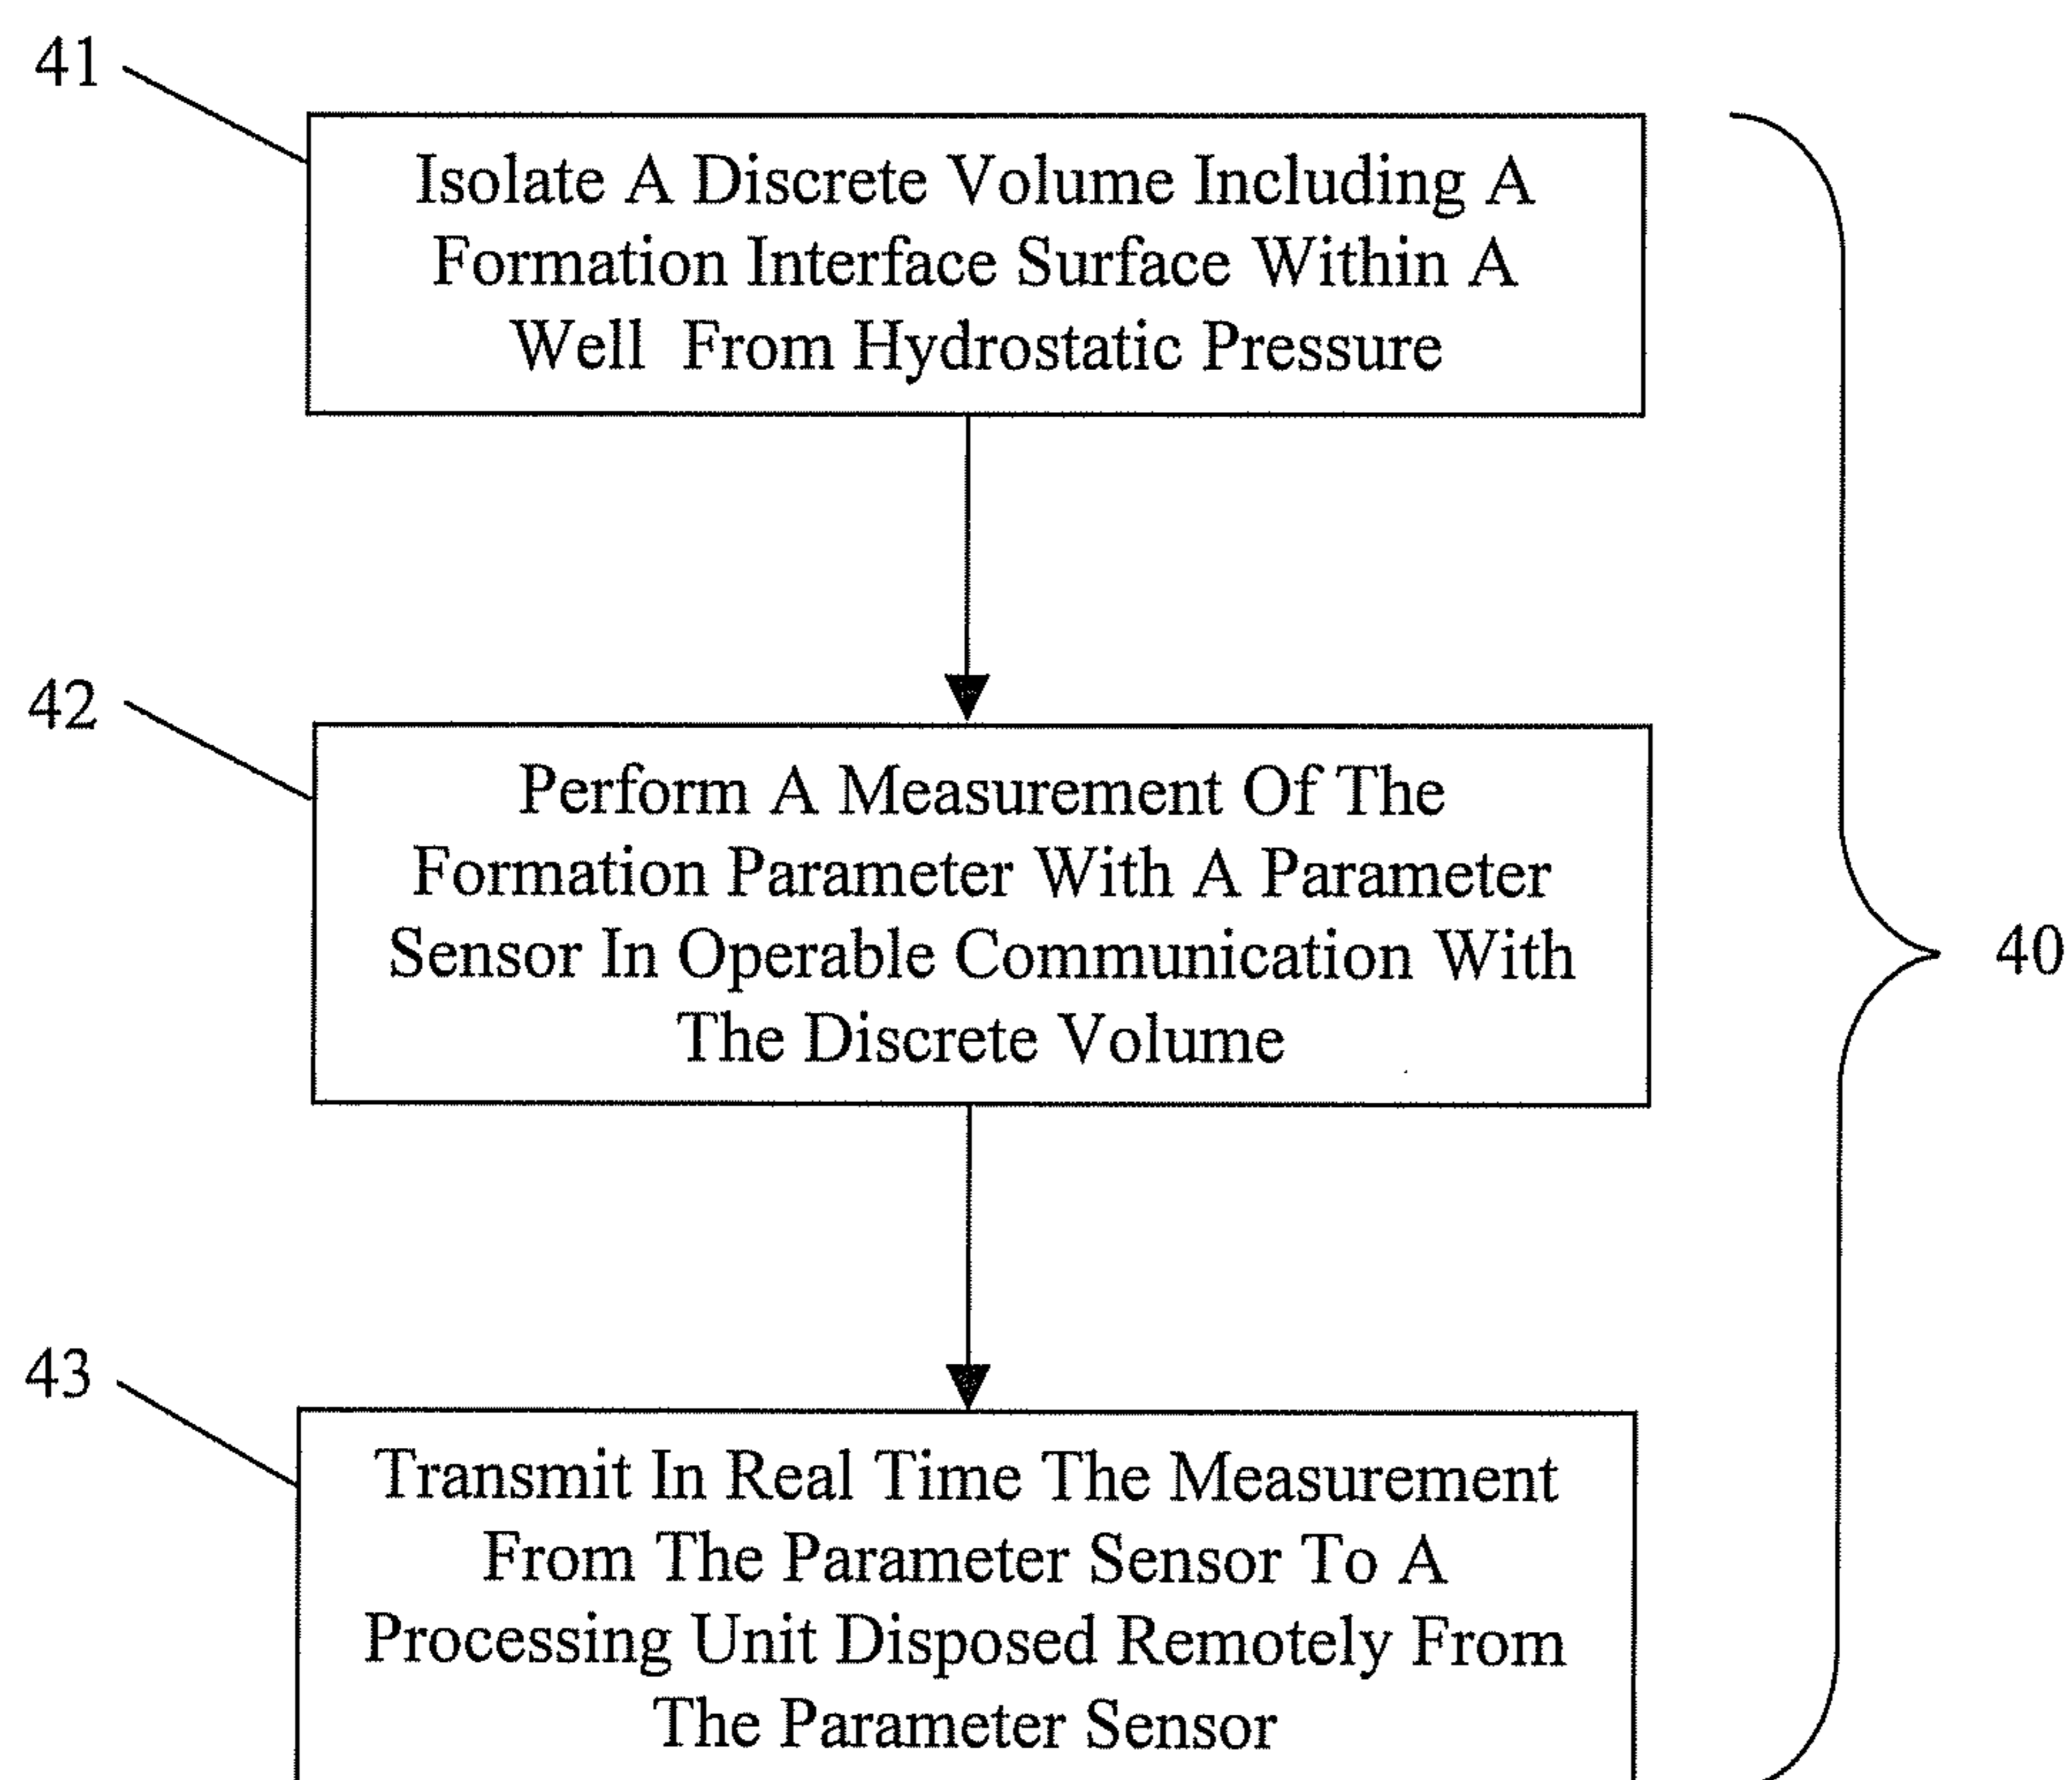 41
Isolate A Discrete Volume Including A
Formation Interface Surface Within A
Well From Hydrostatic Pressure
42
Perform A Measurement Of The
Formation Parameter With A Parameter
Sensor In Operable Communication With
The Discrete Volume
40
43
Transmit In Real Time The Measurement
From The Parameter Sensor To A
Processing Unit Disposed Remotely From
The Parameter Sensor